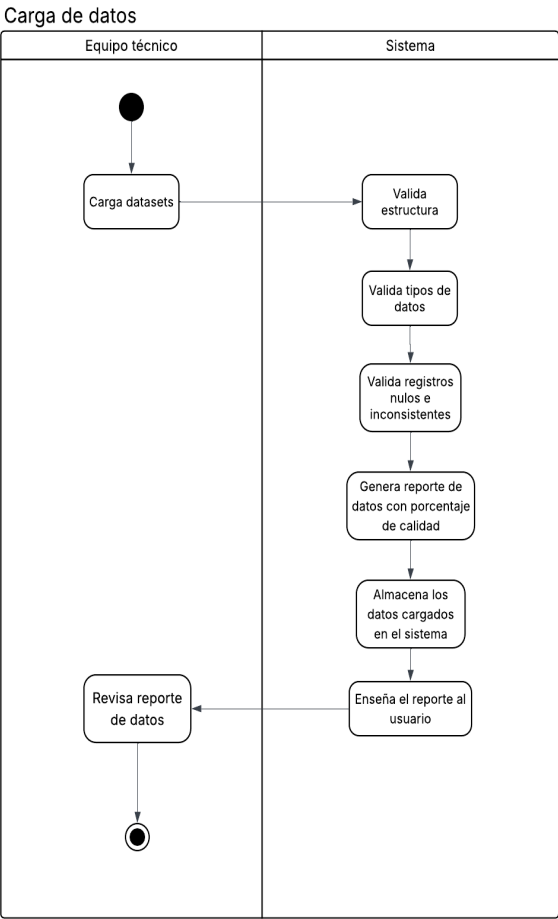 Carga de datos
Equipo técnico
Sistema
Carga datasets
Valida
estructura
Valida tipos de
datos
Valida registros
nulos e
inconsistentes
Genera reporte de
datos con porcentaje
de calidad
Almacena los
datos cargados
en el sistema
Enseña el reporte al
usuario
Revisa reporte
de datos